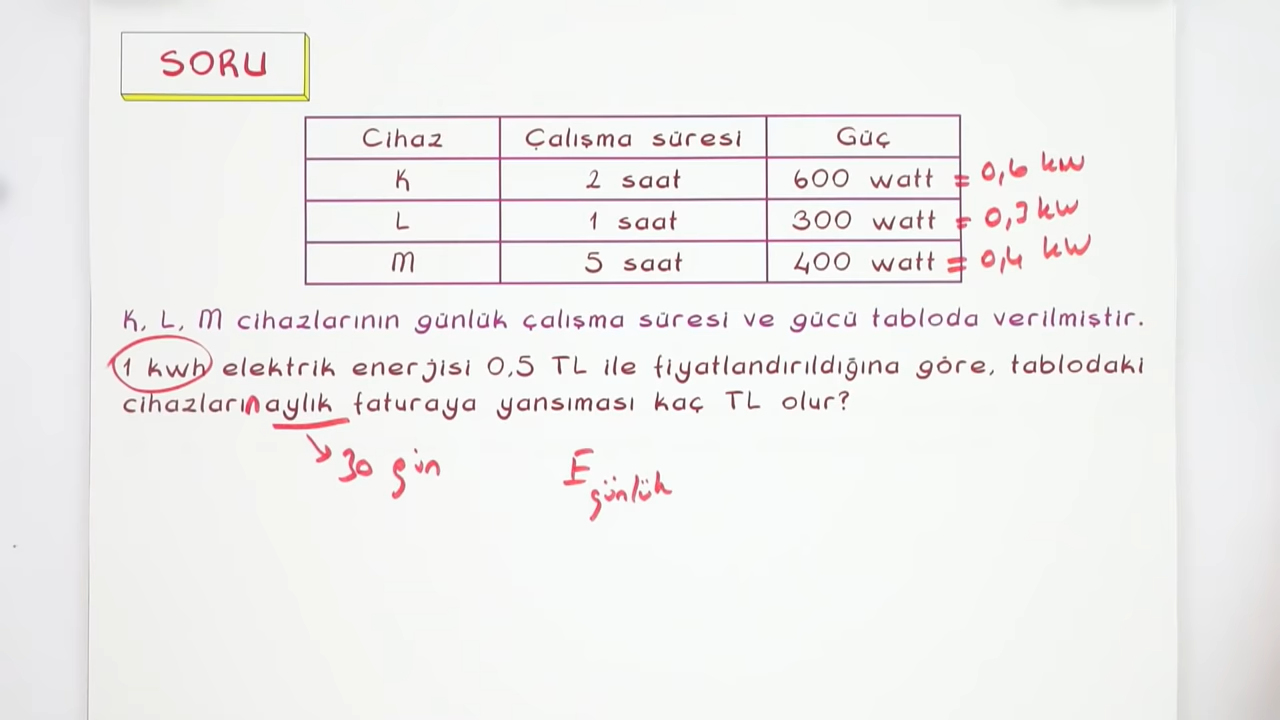 SORU
Cihaz Çalışma süresi Güç
K 2 saat 600 watt = 0,6 kw
L 1 saat 300 watt = 0,3 kw
M 5 saat 400 watt = 0,4 kw
K, L, M cihazlarının günlük çalışma süresi ve gücü tabloda verilmiştir.
1 kwh elektrik enerjisi 0,5 TL ile fiyatlandırıldığına göre, tablodaki
cihazların aylık faturaya yansıması kaç TL olur?
30 gün E günlük